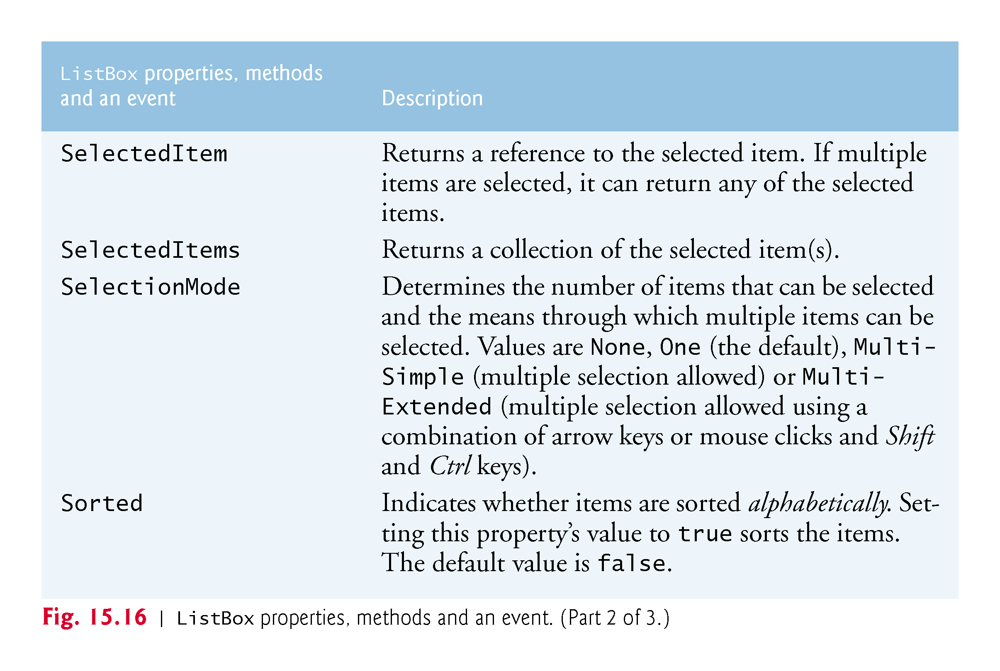 ListBox properties, methods
and an event
Description
SelectedItem
Returns a reference to the selected item. If multiple
items are selected, it can return any of the selected
items.
SelectedItems
Returns a collection of the selected item(s).
SelectionMode
Determines the number of items that can be selected
and the means through which multiple items can be
selected. Values are None, One (the default), Multi-
Simple (multiple selection allowed) or Multi-
Extended (multiple selection allowed using a
combination of arrow keys or mouse clicks and Shift
and Ctrl keys).
Sorted
Indicates whether items are sorted alphabetically. Set-
ting this property’s value to true sorts the items.
The default value is false.
Fig. 15.16 | ListBox properties, methods and an event. (Part 2 of 3.)